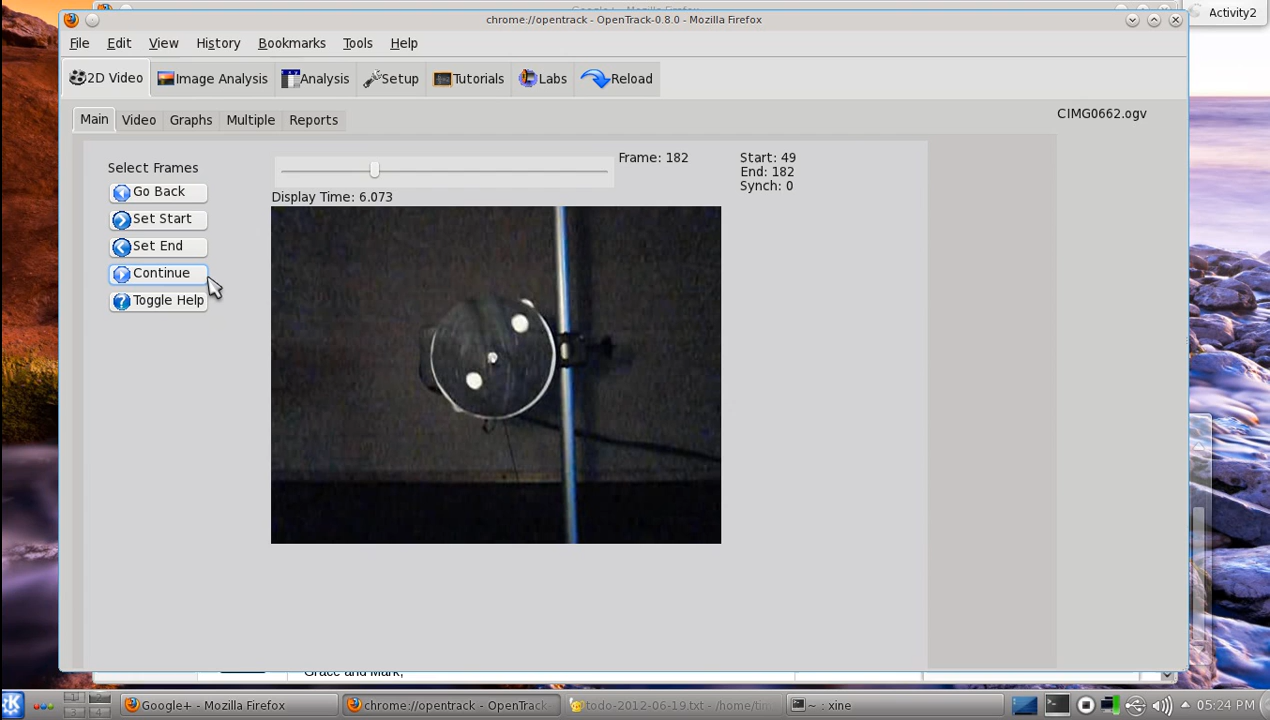 Activity2
chrome://opentrack - OpenTrack-0.8.0 - Mozilla Firefox
File Edit View History Bookmarks Tools Help
2D Video Image Analysis Analysis Setup Tutorials Labs Reload
Main Video Graphs Multiple Reports
CIMG0662.ogv
Select Frames
Go Back
Set Start
Set End
Continue
Toggle Help
Frame: 182
Start: 49
End: 182
Synch: 0
Display Time: 6.073
Grace and Mark,
Google+ - Mozilla Firefox
chrome://opentrack - OpenTrack
todo-2012-06-19.txt - /home/tim
~ : xine
05:24 PM